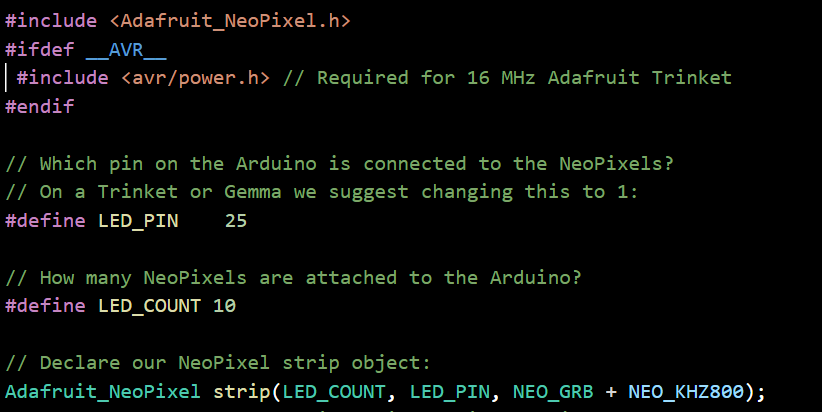 #include <Adafruit_NeoPixel.h>
#ifdef __AVR__
 #include <avr/power.h> // Required for 16 MHz Adafruit Trinket
#endif

// Which pin on the Arduino is connected to the NeoPixels?
// On a Trinket or Gemma we suggest changing this to 1:
#define LED_PIN    25

// How many NeoPixels are attached to the Arduino?
#define LED_COUNT 10

// Declare our NeoPixel strip object:
Adafruit_NeoPixel strip(LED_COUNT, LED_PIN, NEO_GRB + NEO_KHZ800);